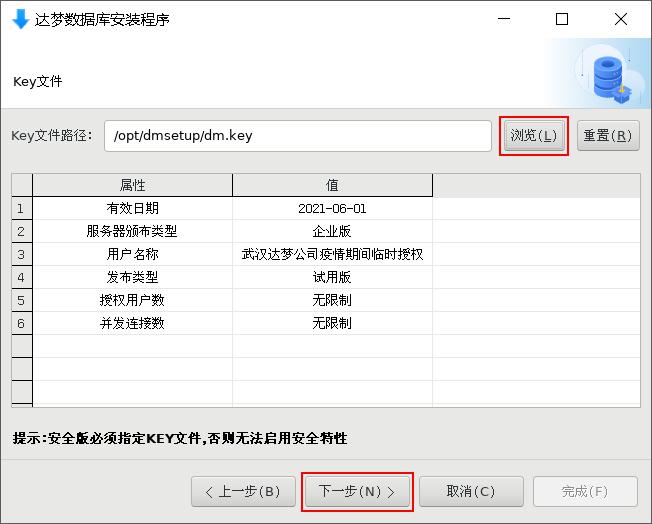 达梦数据库安装程序
Key文件
Key文件路径: /opt/dmsetup/dm.key 浏览(L) 重置(R)
属性 值
1 有效日期 2021-06-01
2 服务器颁布类型 企业版
3 用户名称 武汉达梦公司疫情期间临时授权
4 发布类型 试用版
5 授权用户数 无限制
6 并发连接数 无限制
提示:安全版必须指定KEY文件,否则无法启用安全特性
< 上一步(B) 下一步(N) > 取消(C) 完成(F)